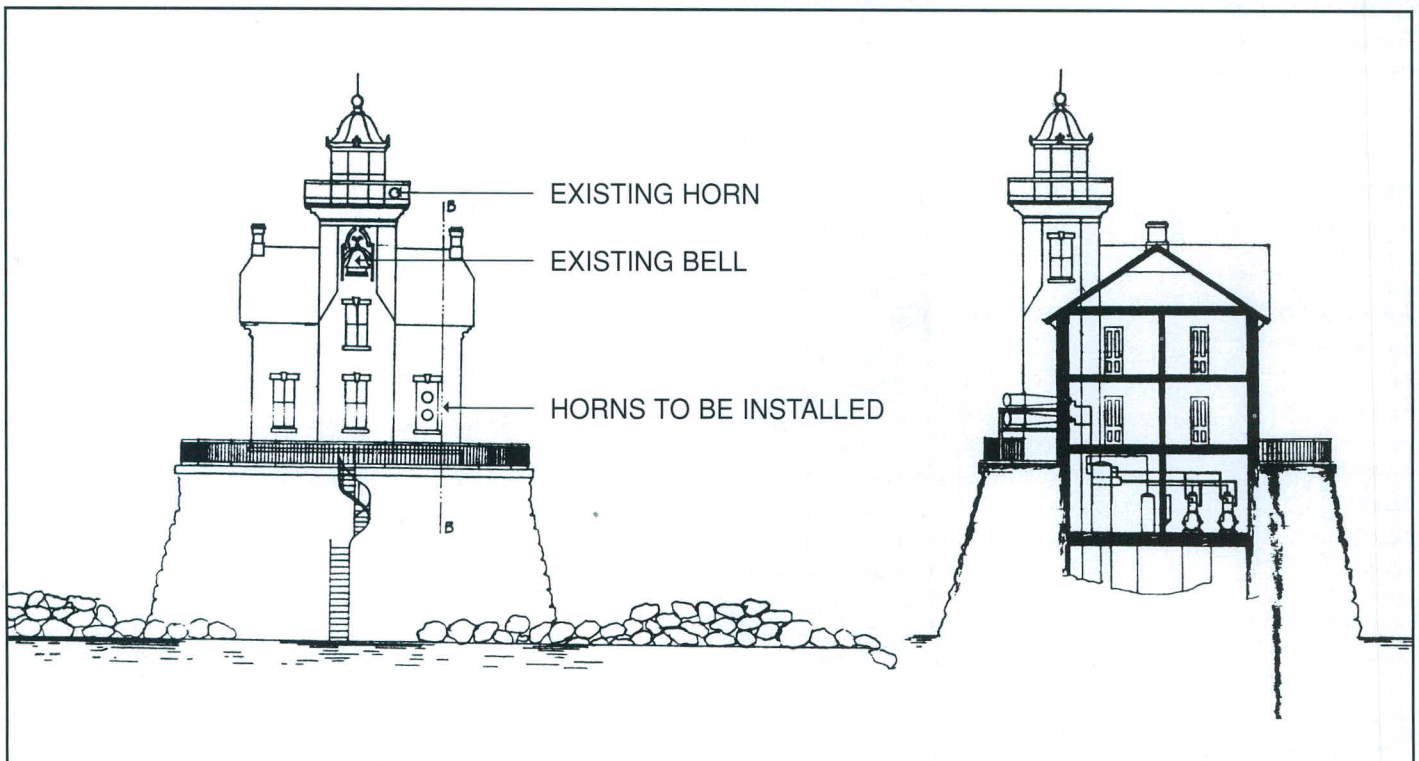 EXISTING HORN
B
EXISTING BELL
HORNS TO BE INSTALLED
B